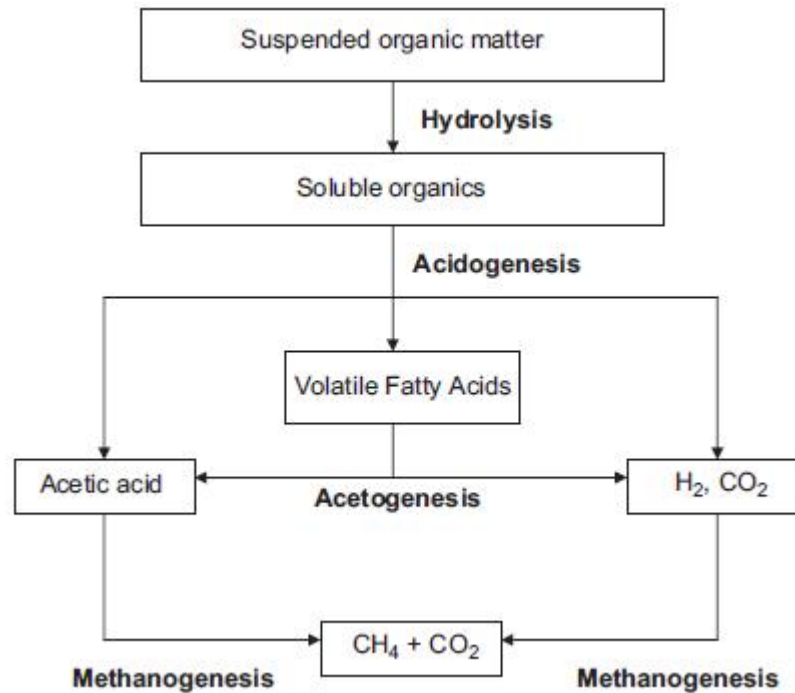 Suspended organic matter
Hydrolysis
Soluble organics
Acidogenesis
Volatile Fatty Acids
Acetic acid
H₂, CO₂
Acetogenesis
CH₄ + CO₂
Methanogenesis
Methanogenesis